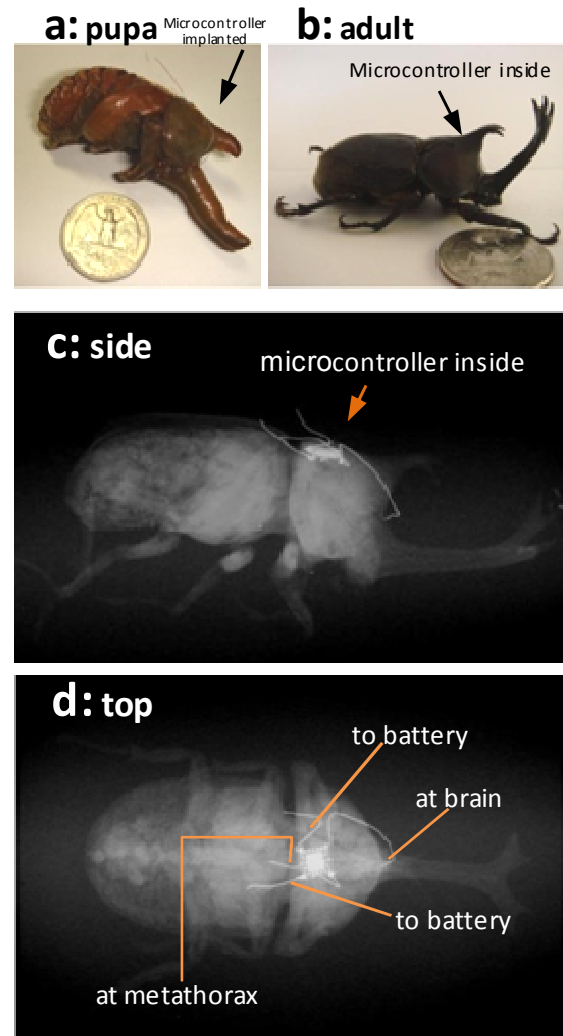 a: pupa
Microcontroller
implanted
b: adult
Microcontroller inside
c: side
microcontroller inside
d: top
to battery
at brain
to battery
at metathorax